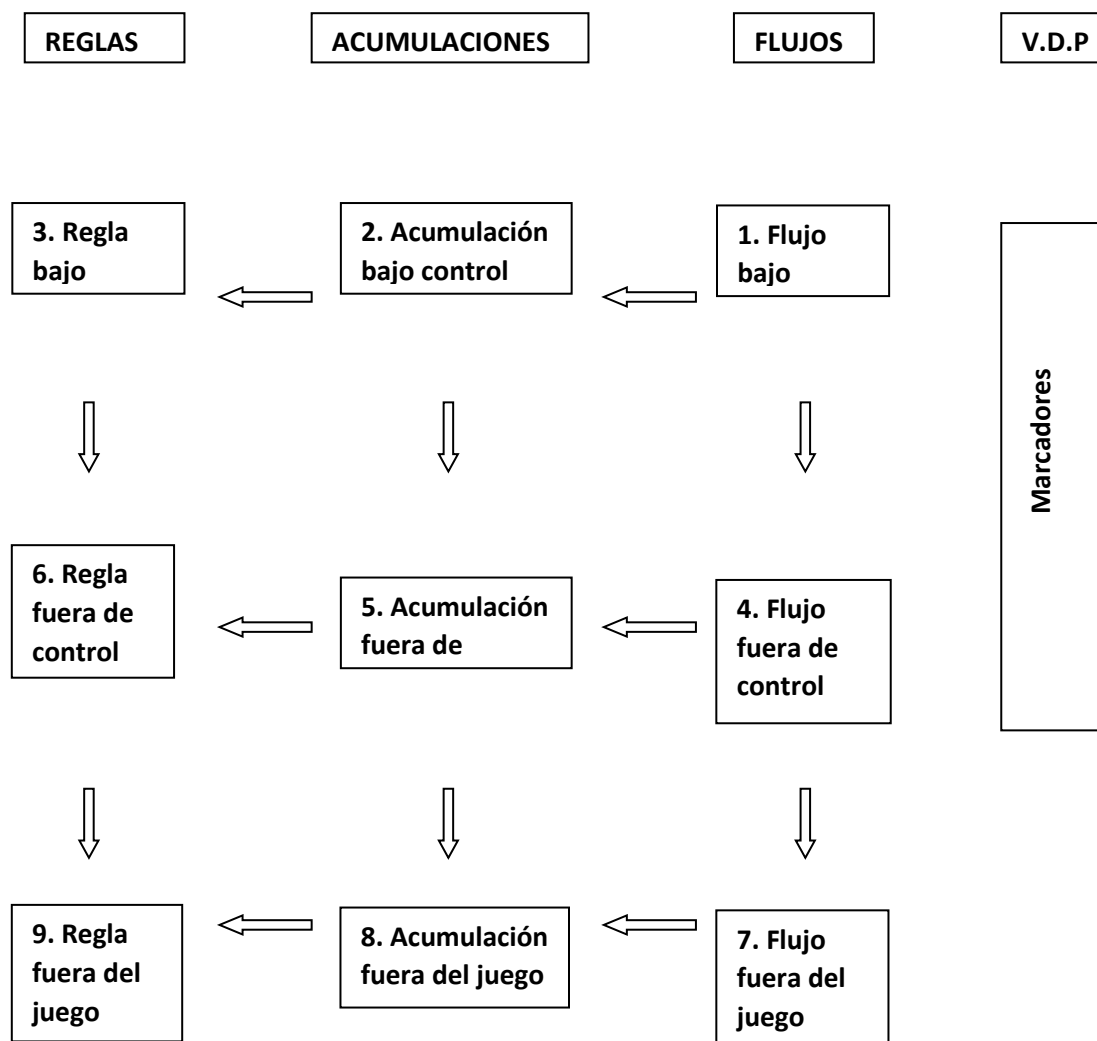 REGLAS
ACUMULACIONES
FLUJOS
V.D.P
3. Regla
bajo
2. Acumulación
bajo control
1. Flujo
bajo
Marcadores
6. Regla
fuera de
control
5. Acumulación
fuera de
4. Flujo
fuera de
control
9. Regla
fuera del
juego
8. Acumulación
fuera del juego
7. Flujo
fuera del
juego